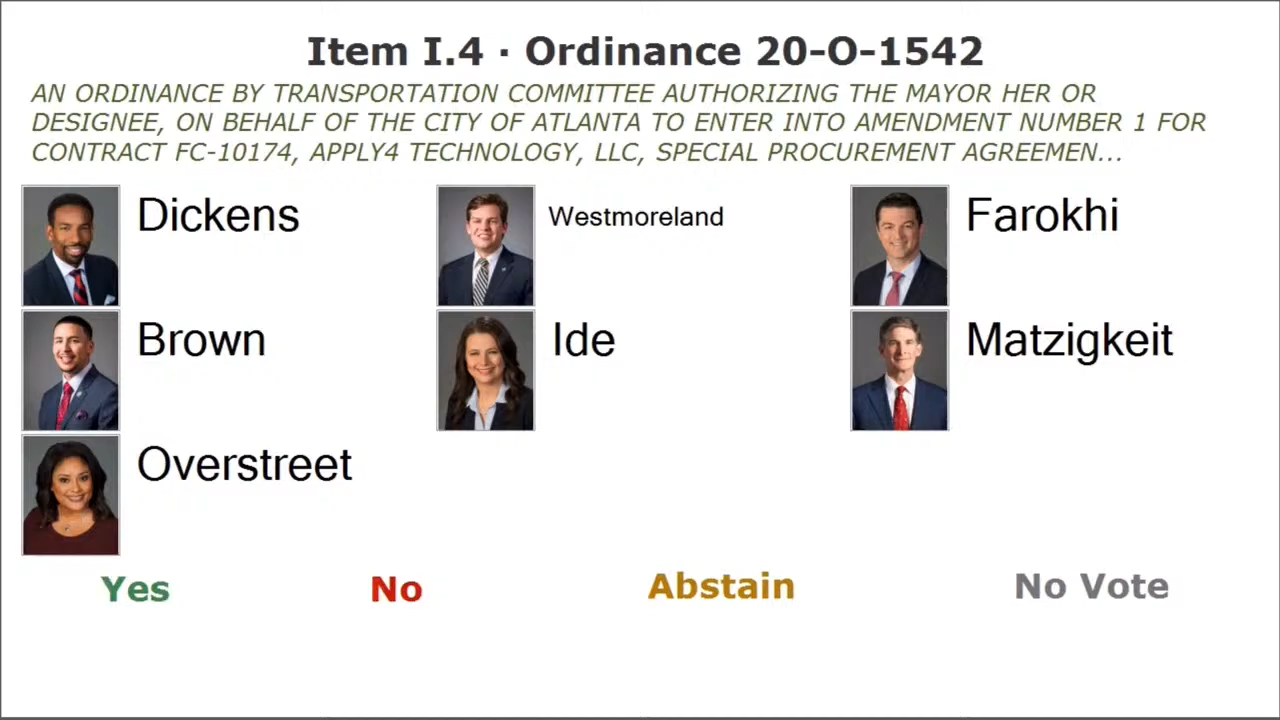 Item I.4 · Ordinance 20-O-1542
AN ORDINANCE BY TRANSPORTATION COMMITTEE AUTHORIZING THE MAYOR HER OR
DESIGNEE, ON BEHALF OF THE CITY OF ATLANTA TO ENTER INTO AMENDMENT NUMBER 1 FOR
CONTRACT FC-10174, APPLY4 TECHNOLOGY, LLC, SPECIAL PROCUREMENT AGREEMEN...
Dickens Westmoreland Farokhi
Brown Ide Matzigkeit
Overstreet
Yes No Abstain No Vote